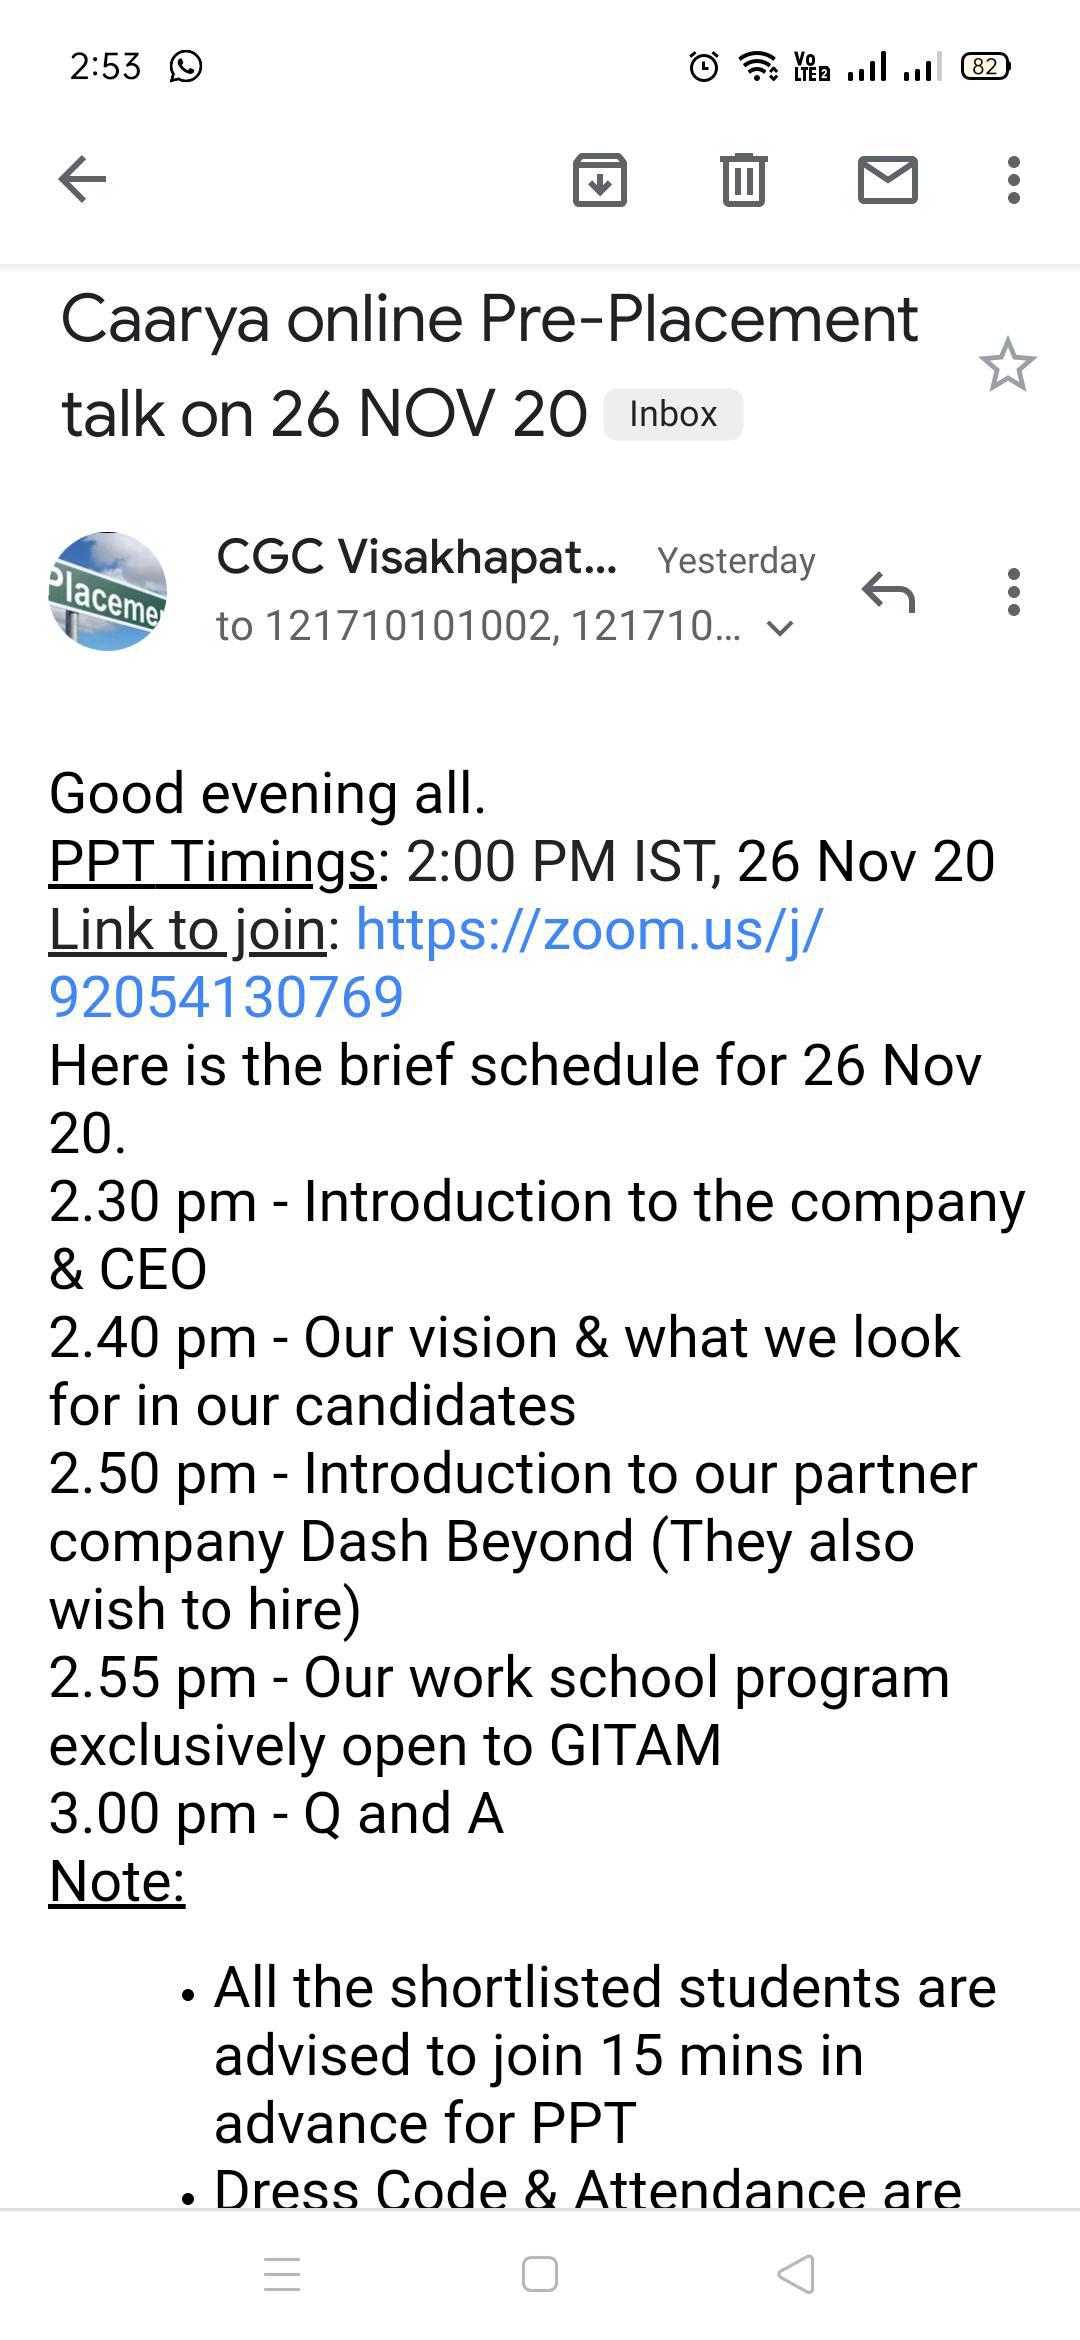 2:53
Vo LTE 2
82
Caarya online Pre-Placement
talk on 26 NOV 20 Inbox
Placeme
CGC Visakhapat... Yesterday
to 121710101002, 121710...
Good evening all.
PPT Timings: 2:00 PM IST, 26 Nov 20
Link to join: https://zoom.us/j/
92054130769
Here is the brief schedule for 26 Nov
20.
2.30 pm - Introduction to the company
& CEO
2.40 pm - Our vision & what we look
for in our candidates
2.50 pm - Introduction to our partner
company Dash Beyond (They also
wish to hire)
2.55 pm - Our work school program
exclusively open to GITAM
3.00 pm - Q and A
Note:
• All the shortlisted students are
advised to join 15 mins in
advance for PPT
• Dress Code & Attendance are